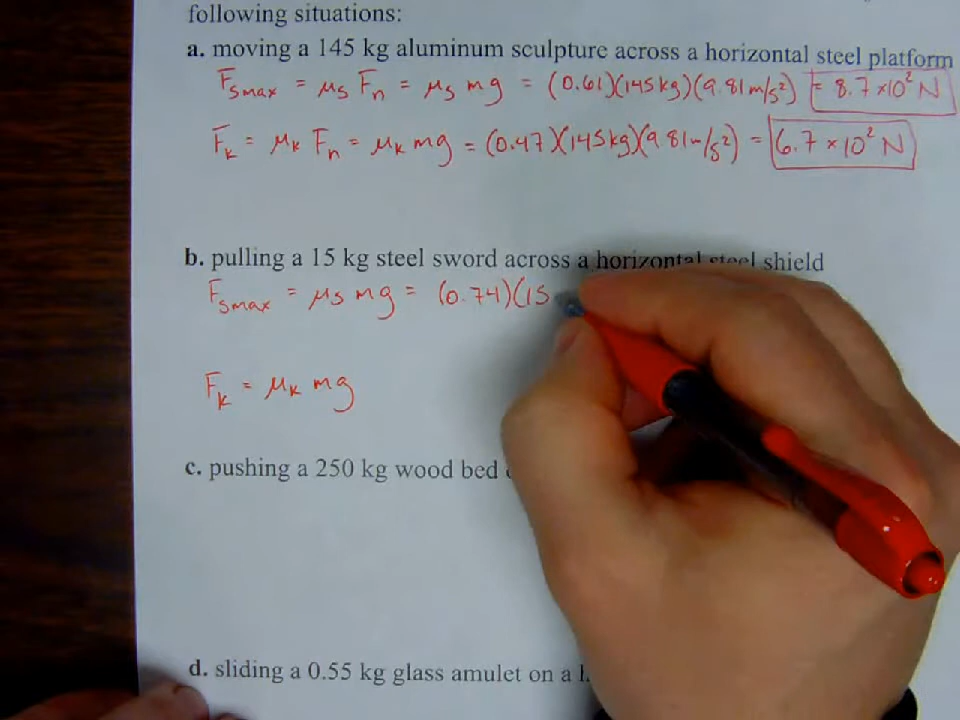 following situations:
a. moving a 145 kg aluminum sculpture across a horizontal steel platform
Fsmax = μs Fn = μs mg = (0.61)(145kg)(9.81m/s²) = 8.7×10² N
Fk = μk Fn = μk mg = (0.47)(145kg)(9.81m/s²) = 6.7×10² N
b. pulling a 15 kg steel sword across a horizontal steel shield
Fsmax = μs mg = (0.74)(15
Fk = μk mg
c. pushing a 250 kg wood bed
d. sliding a 0.55 kg glass amulet on a